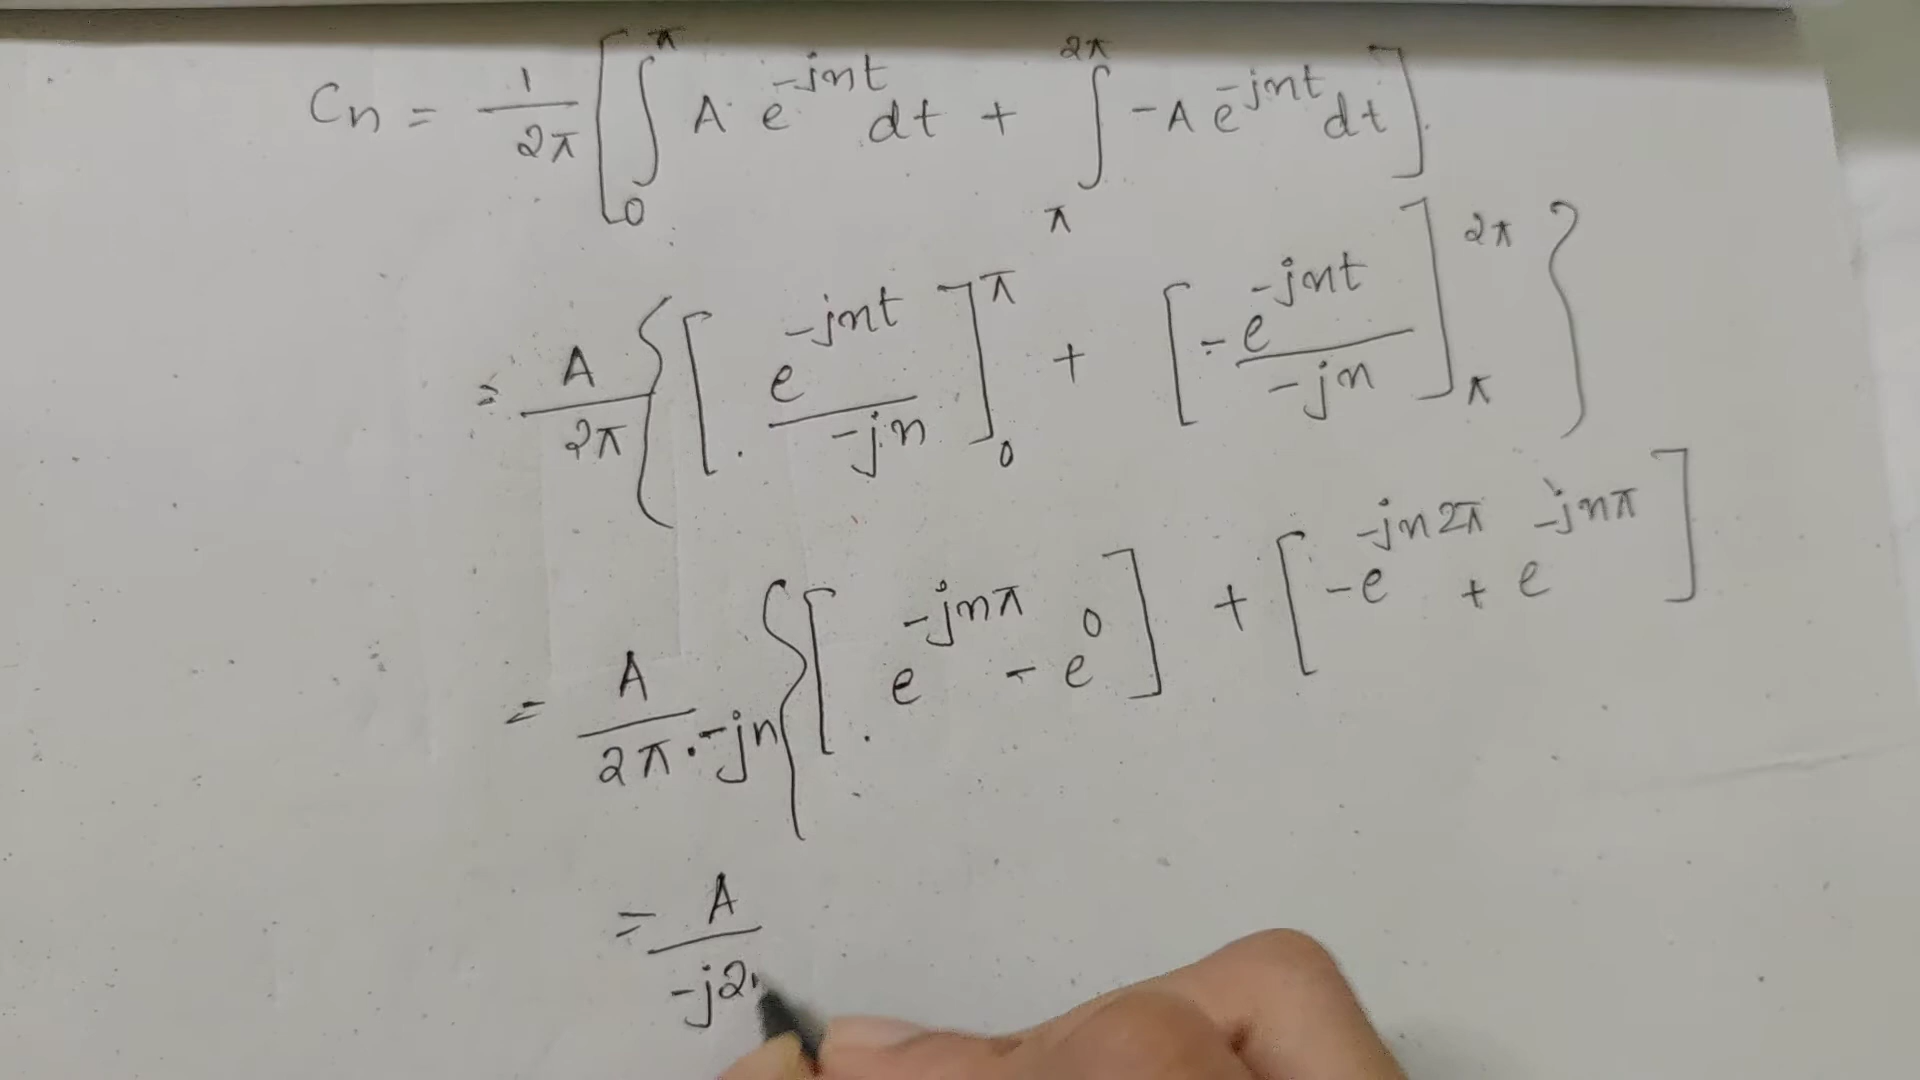 Cn = 1/2π [ ∫₀^π A e^{-jnt} dt + ∫_π^{2π} -A e^{-jnt} dt ].
= A/2π { [ e^{-jnt}/-jn ]₀^π + [ -e^{-jnt}/-jn ]_π^{2π} }
= A/2π·-jn { [ e^{-jnπ} - e^0 ] + [ -e^{-jn2π} + e^{-jnπ} ]
= A/-j2